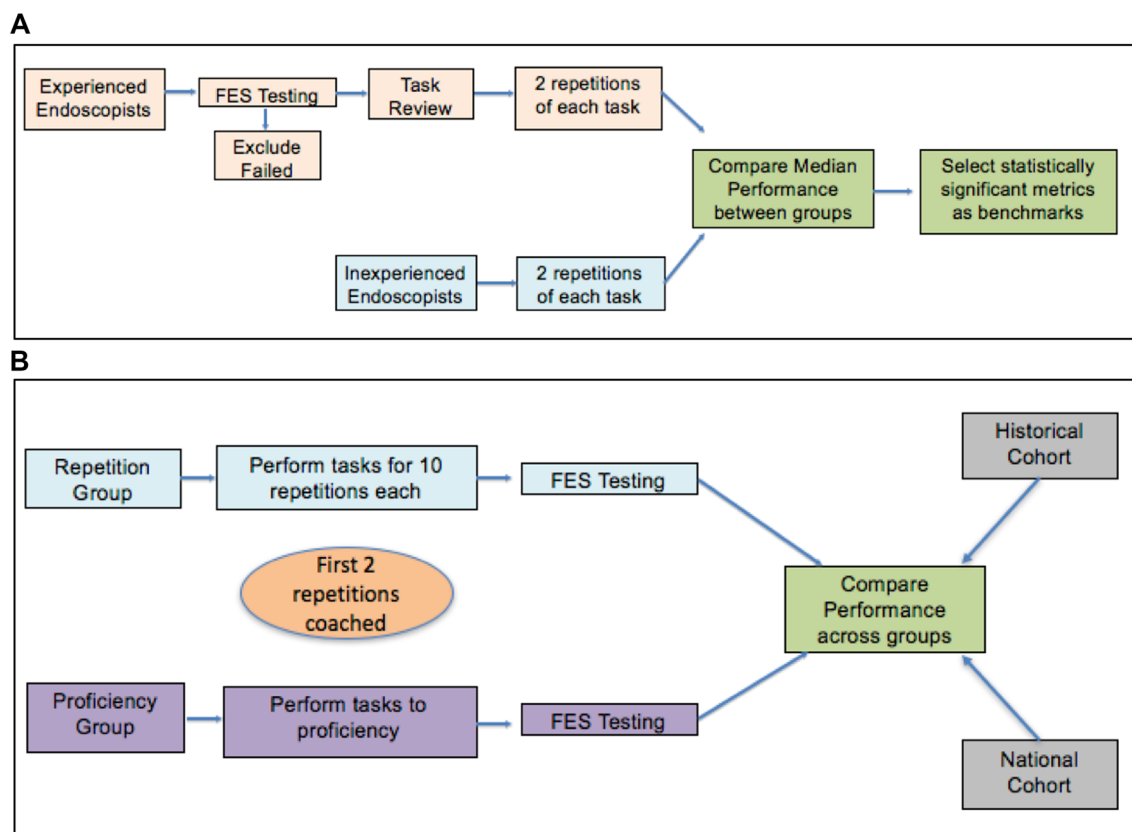 A
Experienced
Endoscopists
FES Testing
Exclude
Failed
Task
Review
2 repetitions
of each task
Compare Median
Performance
between groups
Select statistically
significant metrics
as benchmarks
Inexperienced
Endoscopists
2 repetitions
of each task
B
Repetition
Group
Perform tasks for 10
repetitions each
FES Testing
Historical
Cohort
First 2
repetitions
coached
Compare
Performance
across groups
Proficiency
Group
Perform tasks to
proficiency
FES Testing
National
Cohort